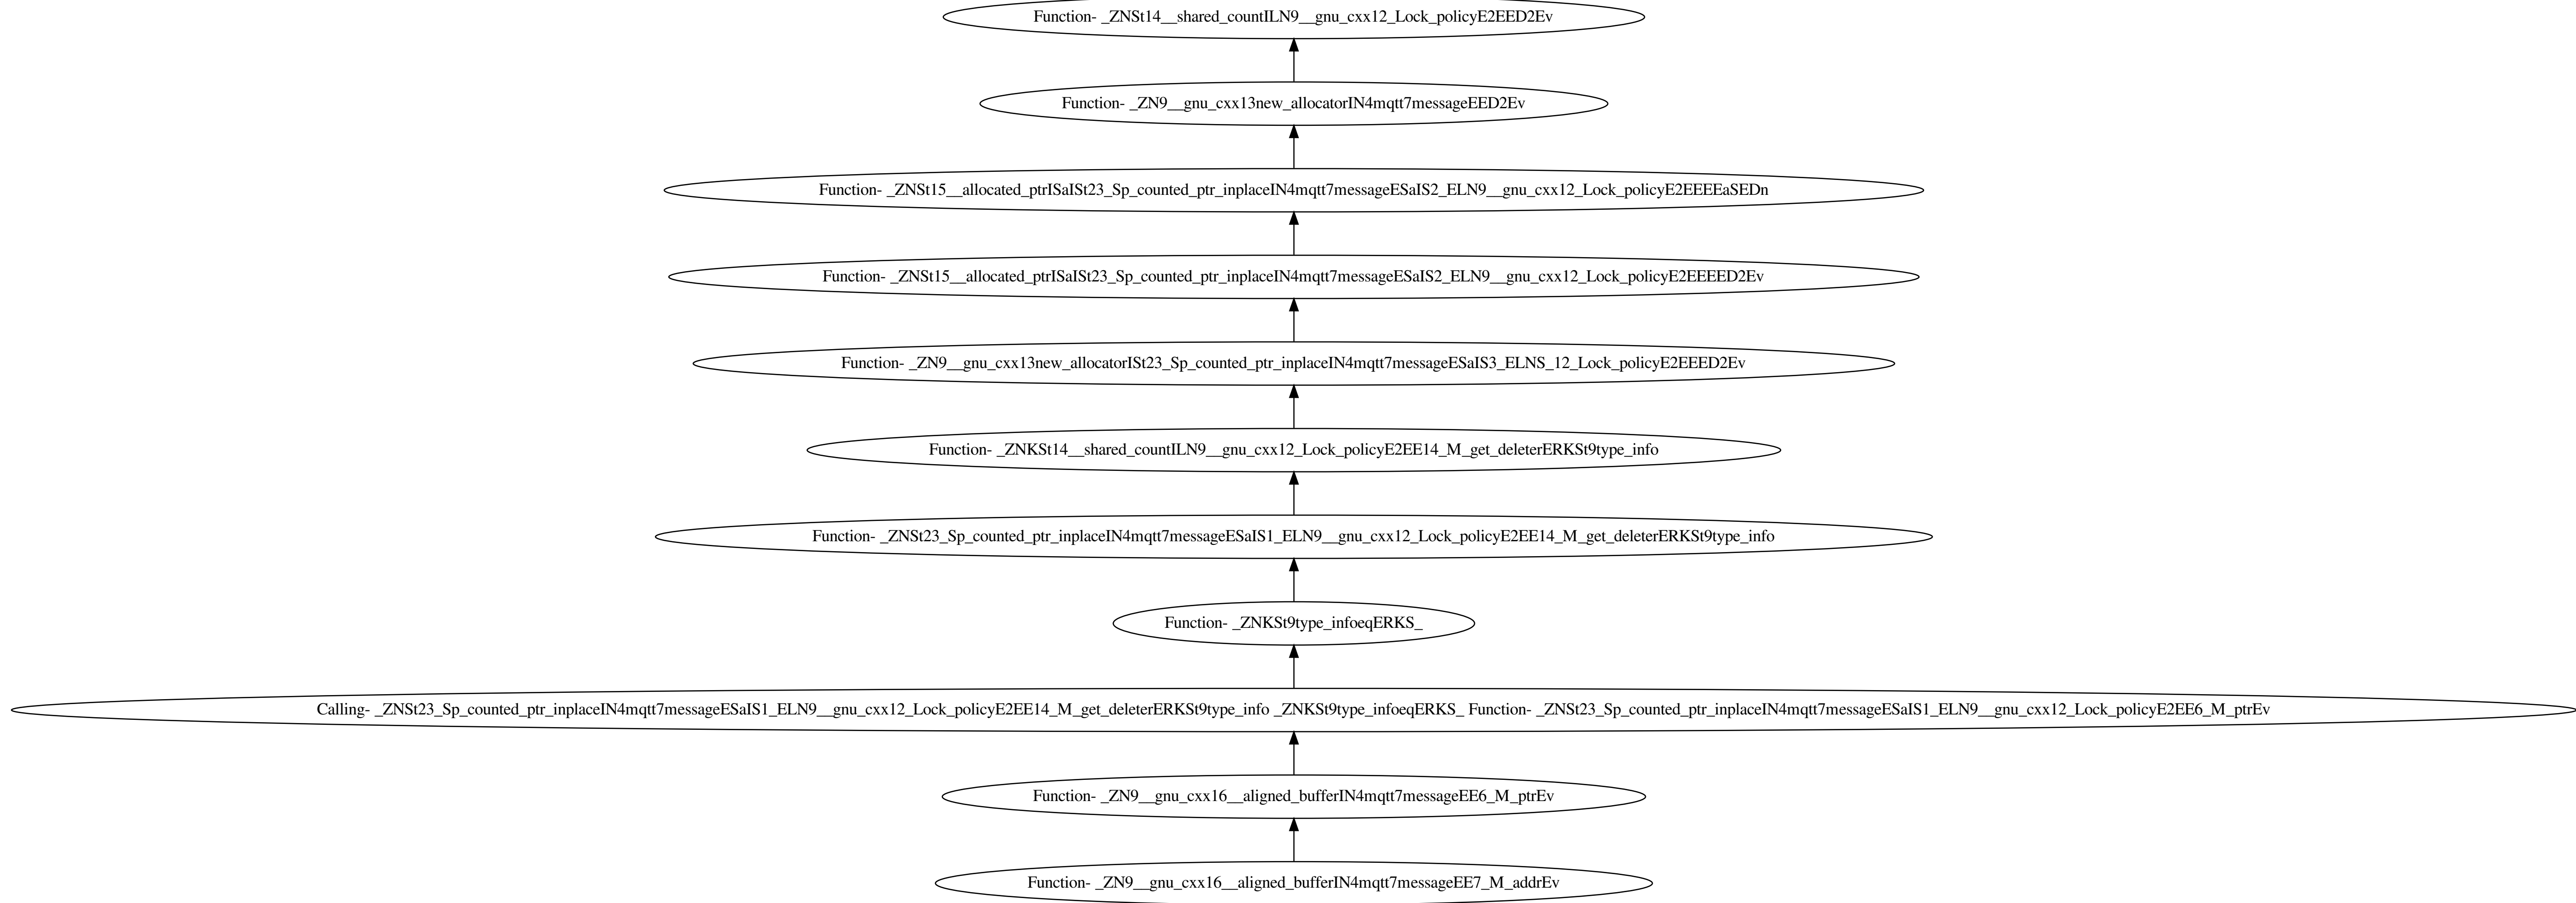 Function- _ZNSt14__shared_countILN9__gnu_cxx12_Lock_policyE2EED2Ev
Function- _ZN9__gnu_cxx13new_allocatorIN4mqtt7messageEED2Ev
Function- _ZNSt15__allocated_ptrISaISt23_Sp_counted_ptr_inplaceIN4mqtt7messageESaIS2_ELN9__gnu_cxx12_Lock_policyE2EEEEaSEDn
Function- _ZNSt15__allocated_ptrISaISt23_Sp_counted_ptr_inplaceIN4mqtt7messageESaIS2_ELN9__gnu_cxx12_Lock_policyE2EEEED2Ev
Function- _ZN9__gnu_cxx13new_allocatorISt23_Sp_counted_ptr_inplaceIN4mqtt7messageESaIS3_ELNS_12_Lock_policyE2EEED2Ev
Function- _ZNKSt14__shared_countILN9__gnu_cxx12_Lock_policyE2EE14_M_get_deleterERKSt9type_info
Function- _ZNSt23_Sp_counted_ptr_inplaceIN4mqtt7messageESaIS1_ELN9__gnu_cxx12_Lock_policyE2EE14_M_get_deleterERKSt9type_info
Function- _ZNKSt9type_infoeqERKS_
Calling- _ZNSt23_Sp_counted_ptr_inplaceIN4mqtt7messageESaIS1_ELN9__gnu_cxx12_Lock_policyE2EE14_M_get_deleterERKSt9type_info _ZNKSt9type_infoeqERKS_ Function- _ZNSt23_Sp_counted_ptr_inplaceIN4mqtt7messageESaIS1_ELN9__gnu_cxx12_Lock_policyE2EE6_M_ptrEv
Function- _ZN9__gnu_cxx16__aligned_bufferIN4mqtt7messageEE6_M_ptrEv
Function- _ZN9__gnu_cxx16__aligned_bufferIN4mqtt7messageEE7_M_addrEv